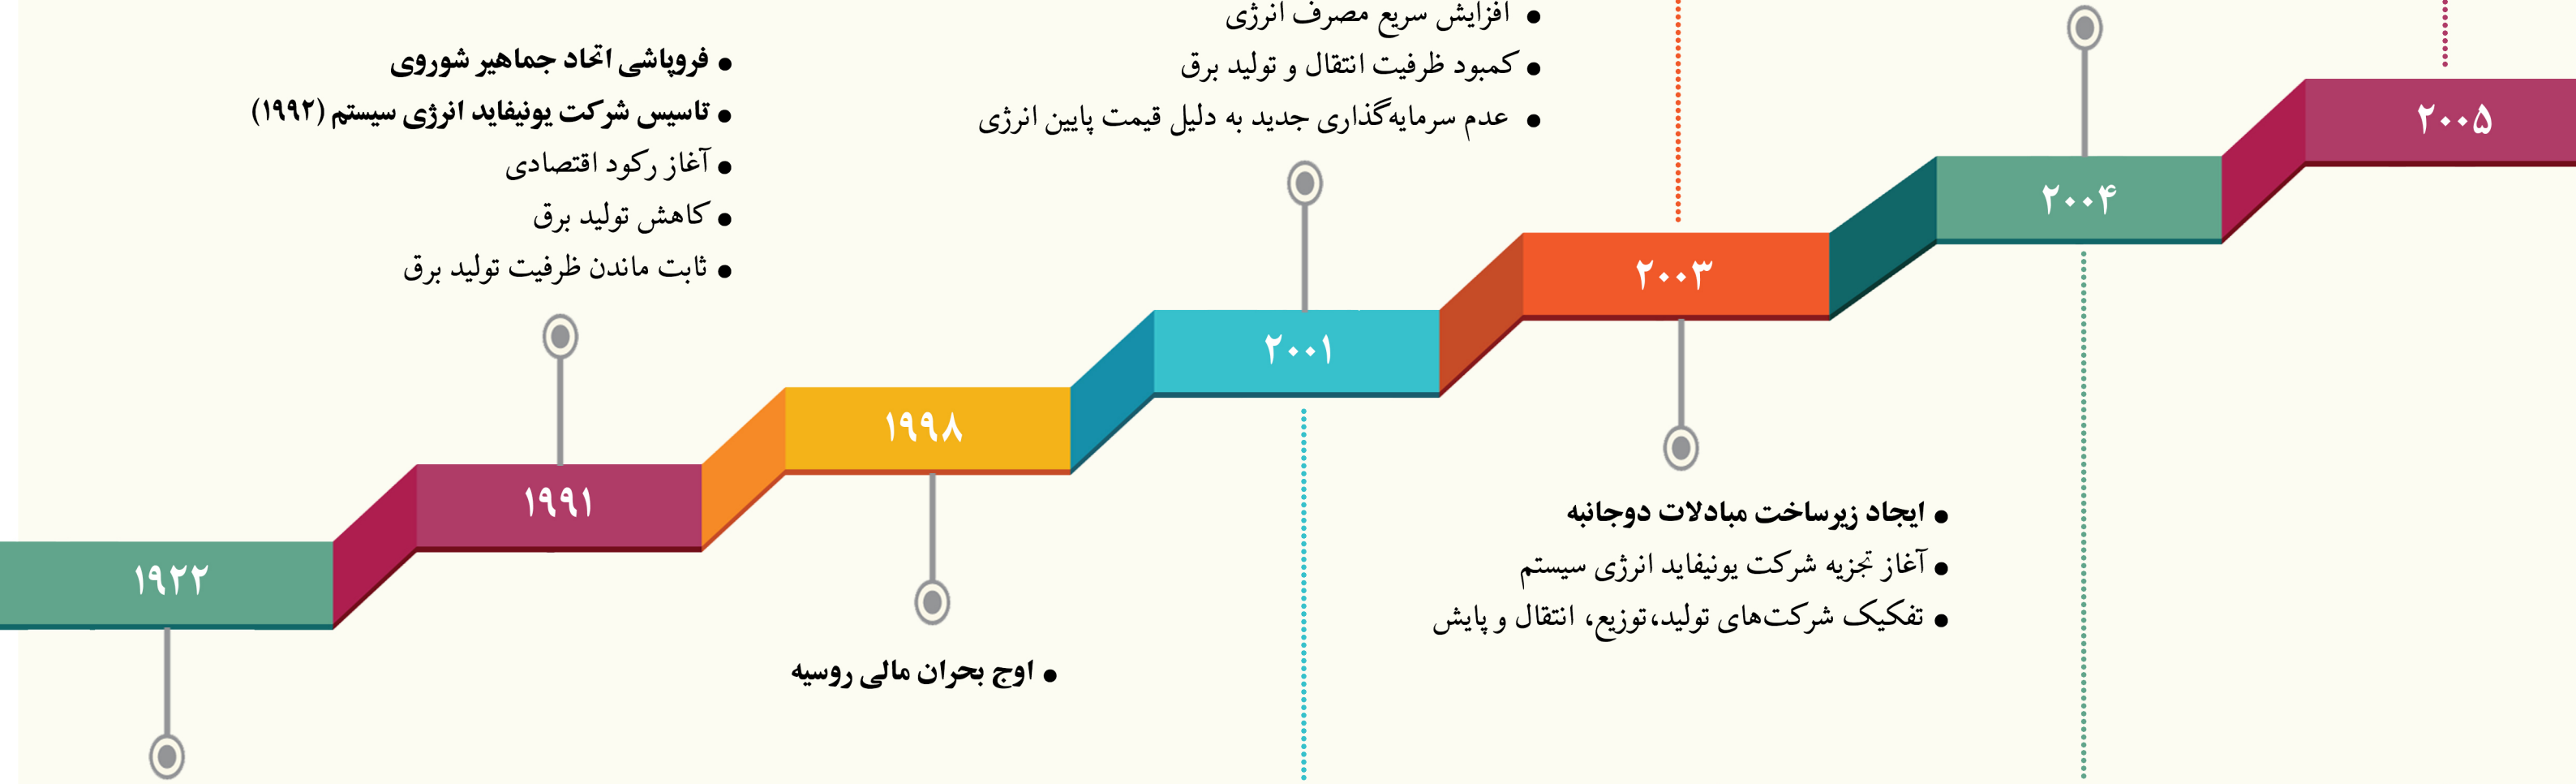 ۱۹۲۲
۱۹۹۱
• فروپاشی اتحاد جماهیر شوروی
• تاسیس شرکت یونیفاید انرژی سیستم (۱۹۹۲)
• آغاز رکود اقتصادی
• کاهش تولید برق
• ثابت ماندن ظرفیت تولید برق
۱۹۹۸
• اوج بحران مالی روسیه
۲۰۰۱
• افزایش سریع مصرف انرژی
• کمبود ظرفیت انتقال و تولید برق
• عدم سرمایه‌گذاری جدید به دلیل قیمت پایین انرژی
۲۰۰۳
• ایجاد زیرساخت مبادلات دوجانبه
• آغاز تجزیه شرکت یونیفاید انرژی سیستم
• تفکیک شرکت‌های تولید،توزیع، انتقال و پایش
۲۰۰۴
۲۰۰۵